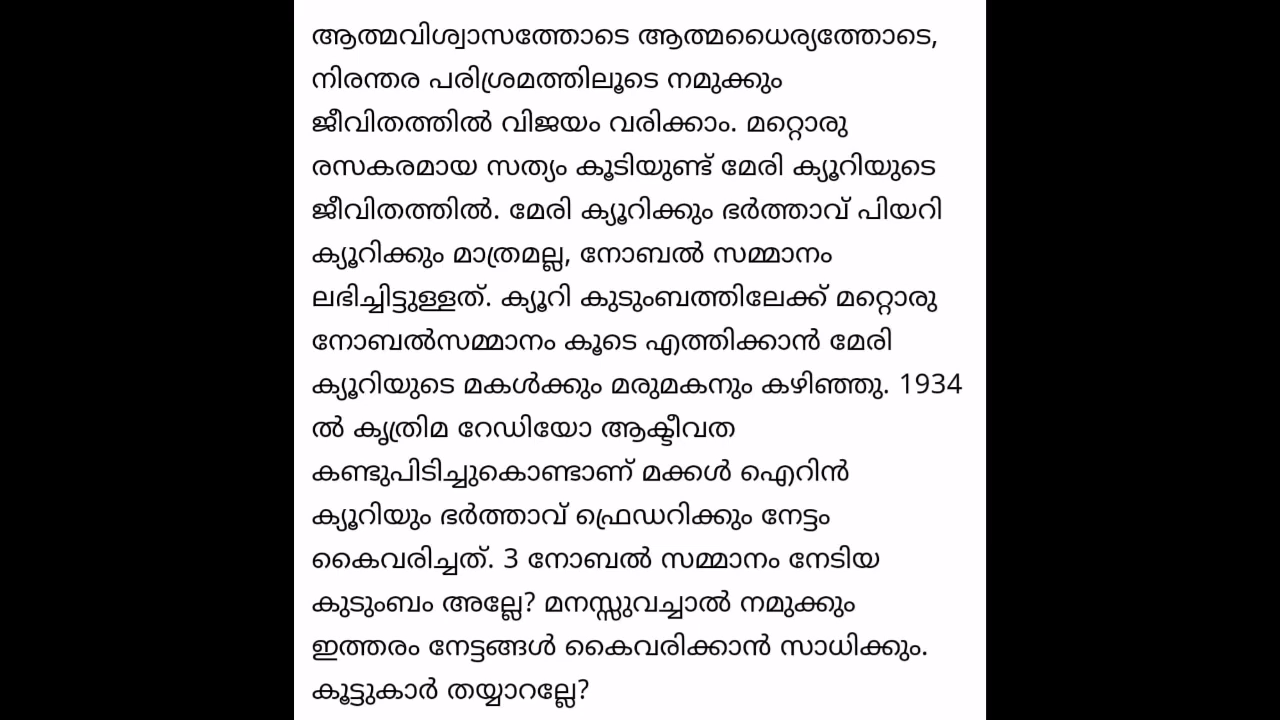 ആത്മവിശ്വാസത്തോടെ ആത്മധൈര്യത്തോടെ,
നിരന്തര പരിശ്രമത്തിലൂടെ നമുക്കും
ജീവിതത്തിൽ വിജയം വരിക്കാം. മറ്റൊരു
രസകരമായ സത്യം കൂടിയുണ്ട് മേരി ക്യൂറിയുടെ
ജീവിതത്തിൽ. മേരി ക്യൂറിക്കും ഭർത്താവ് പിയറി
ക്യൂറിക്കും മാത്രമല്ല, നോബൽ സമ്മാനം
ലഭിച്ചിട്ടുള്ളത്. ക്യൂറി കുടുംബത്തിലേക്ക് മറ്റൊരു
നോബൽസമ്മാനം കൂടെ എത്തിക്കാൻ മേരി
ക്യൂറിയുടെ മകൾക്കും മരുമകനും കഴിഞ്ഞു. 1934
ൽ കൃത്രിമ റേഡിയോ ആക്ടീവത
കണ്ടുപിടിച്ചുകൊണ്ടാണ് മക്കൾ ഐറിൻ
ക്യൂറിയും ഭർത്താവ് ഫ്രെഡറിക്കും നേട്ടം
കൈവരിച്ചത്. 3 നോബൽ സമ്മാനം നേടിയ
കുടുംബം അല്ലേ? മനസ്സുവച്ചാൽ നമുക്കും
ഇത്തരം നേട്ടങ്ങൾ കൈവരിക്കാൻ സാധിക്കും.
കൂട്ടുകാർ തയ്യാറല്ലേ?